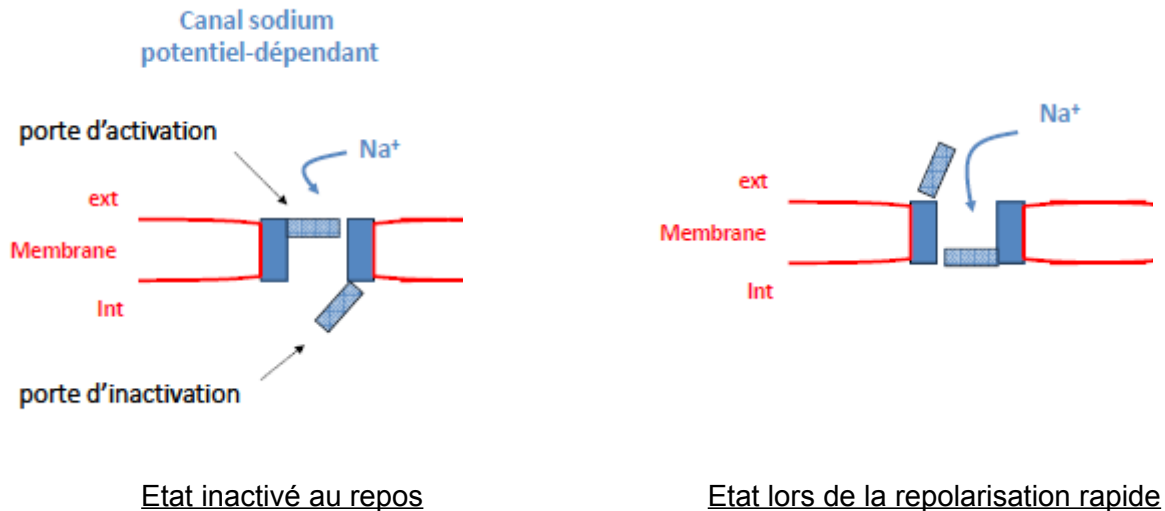 Canal sodium
potentiel-dépendant
porte d'activation
Na⁺
ext
Membrane
Int
porte d'inactivation
Etat inactivé au repos
Na⁺
ext
Membrane
Int
Etat lors de la repolarisation rapide